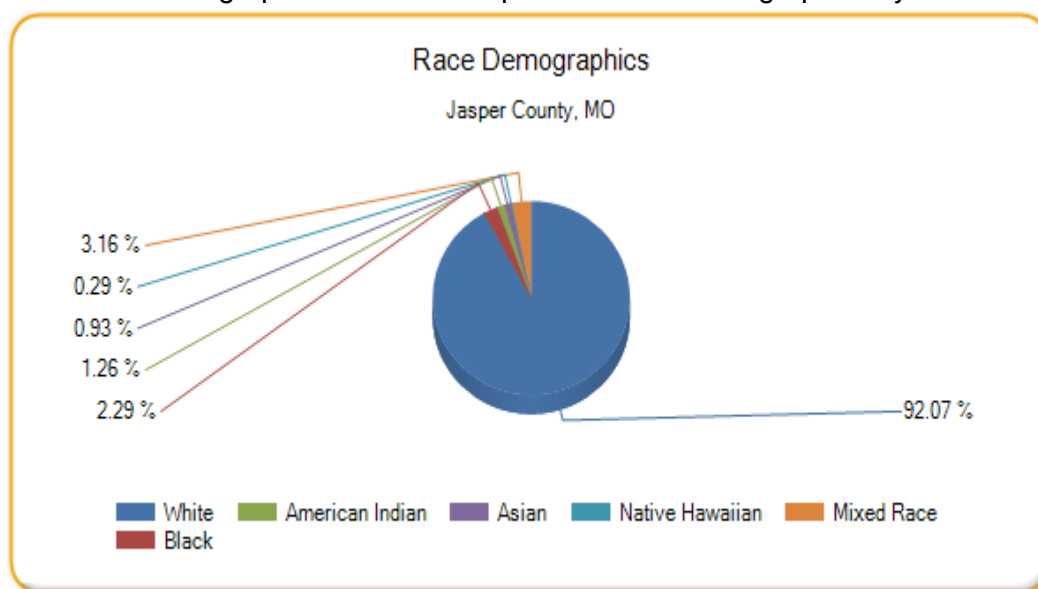 Race Demographics
Jasper County, MO
3.16 %
0.29 %
0.93 %
1.26 %
2.29 %
92.07 %
White American Indian Asian Native Hawaiian Mixed Race
Black